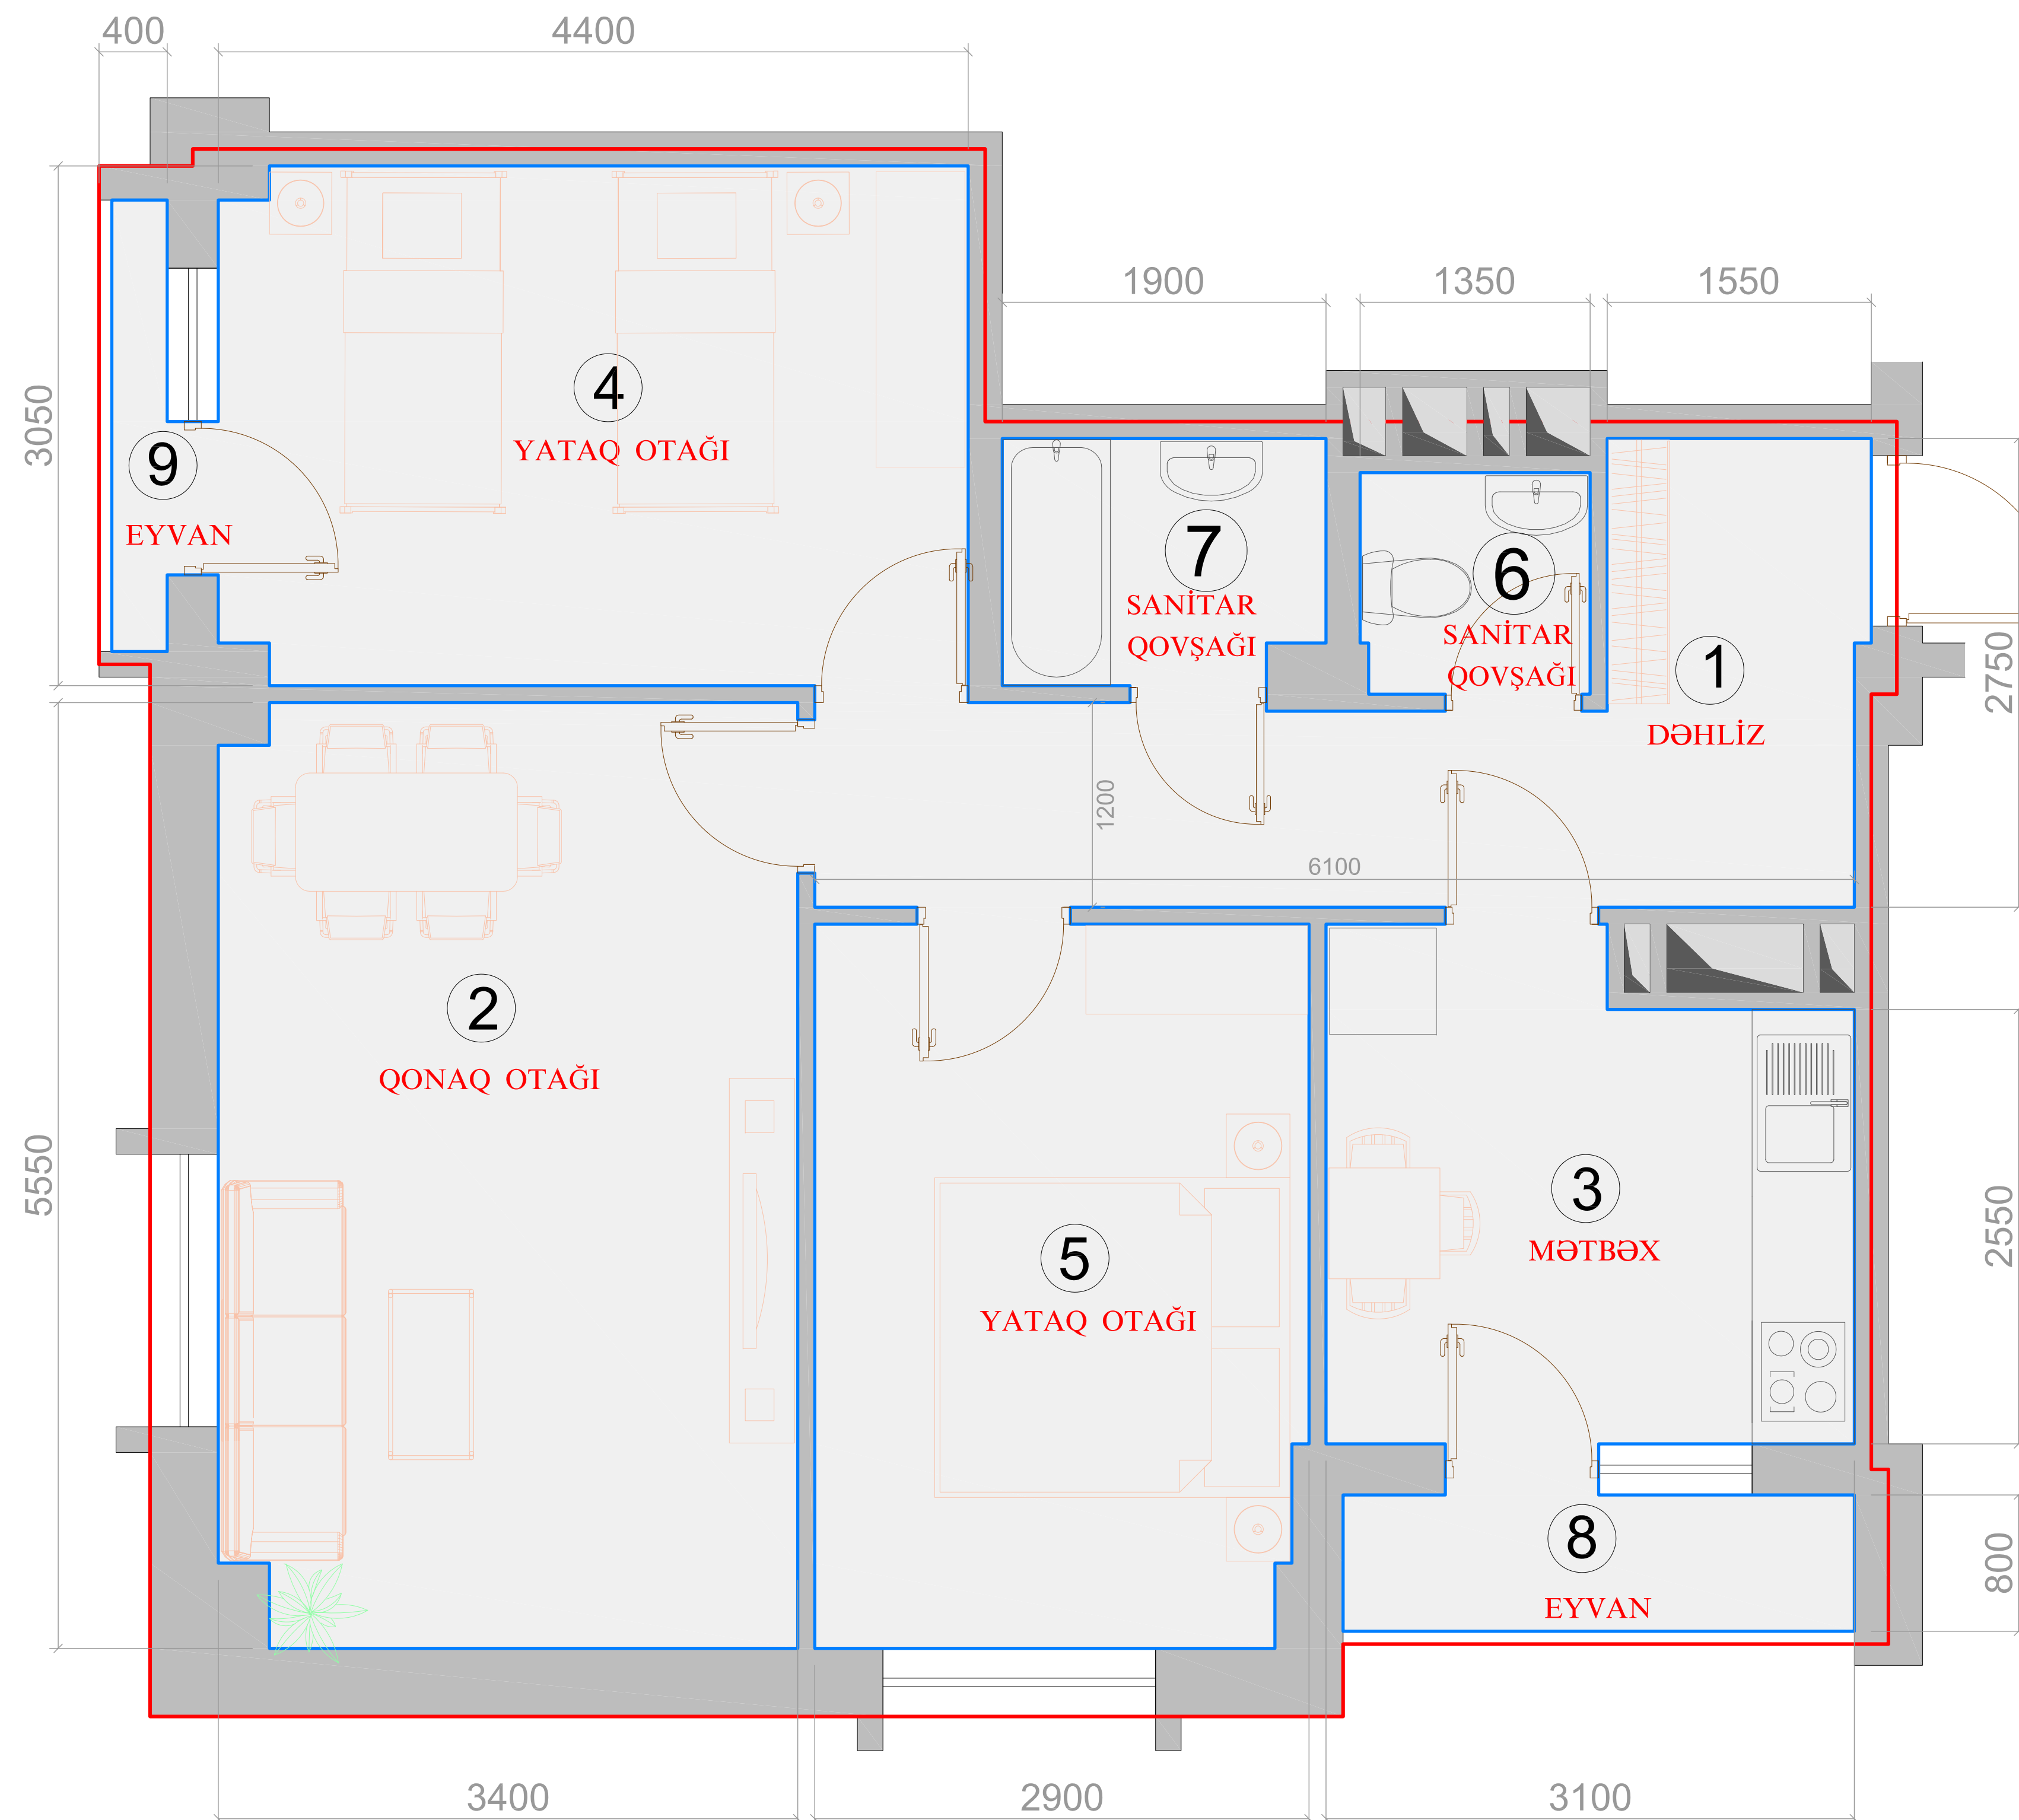 400
4400
1900
1350
1550
3050
4
YATAQ OTAĞI
9
EYVAN
7
SANİTAR
QOVŞAĞI
6
SANİTAR
QOVŞAĞI
1
DƏHLİZ
2750
1200
6100
2
QONAQ OTAĞI
5550
5
YATAQ OTAĞI
3
MƏTBƏX
2550
8
EYVAN
800
3400
2900
3100